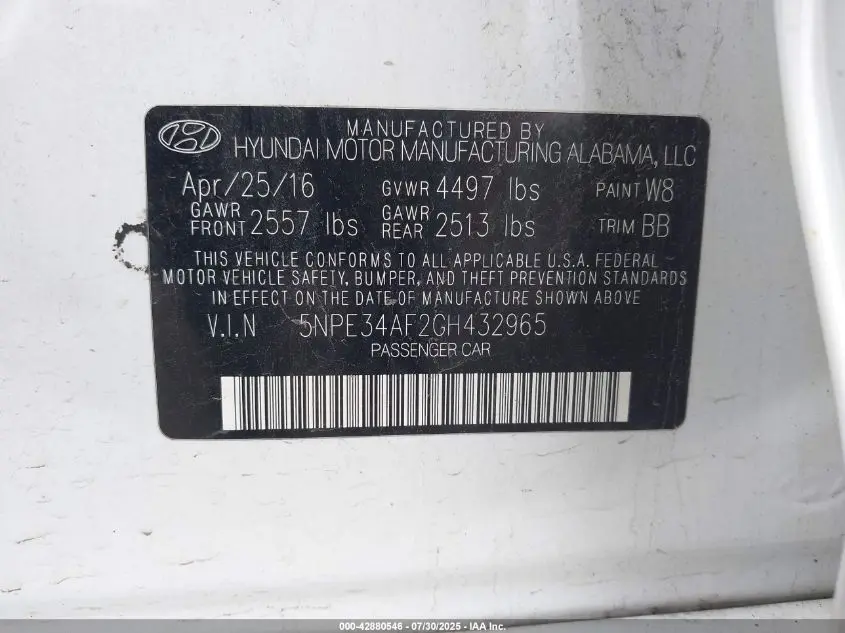 MANUFACTURED BY
HYUNDAI MOTOR MANUFACTURING ALABAMA, LLC
Apr/25/16 GVWR 4497 lbs PAINT W8
GAWR FRONT 2557 lbs GAWR REAR 2513 lbs TRIM BB
THIS VEHICLE CONFORMS TO ALL APPLICABLE U.S.A. FEDERAL
MOTOR VEHICLE SAFETY, BUMPER, AND THEFT PREVENTION STANDARDS
IN EFFECT ON THE DATE OF MANUFACTURE SHOWN ABOVE
V.I.N 5NPE34AF2GH432965
PASSENGER CAR
000-42880546 - 07/30/2025 - IAA Inc.